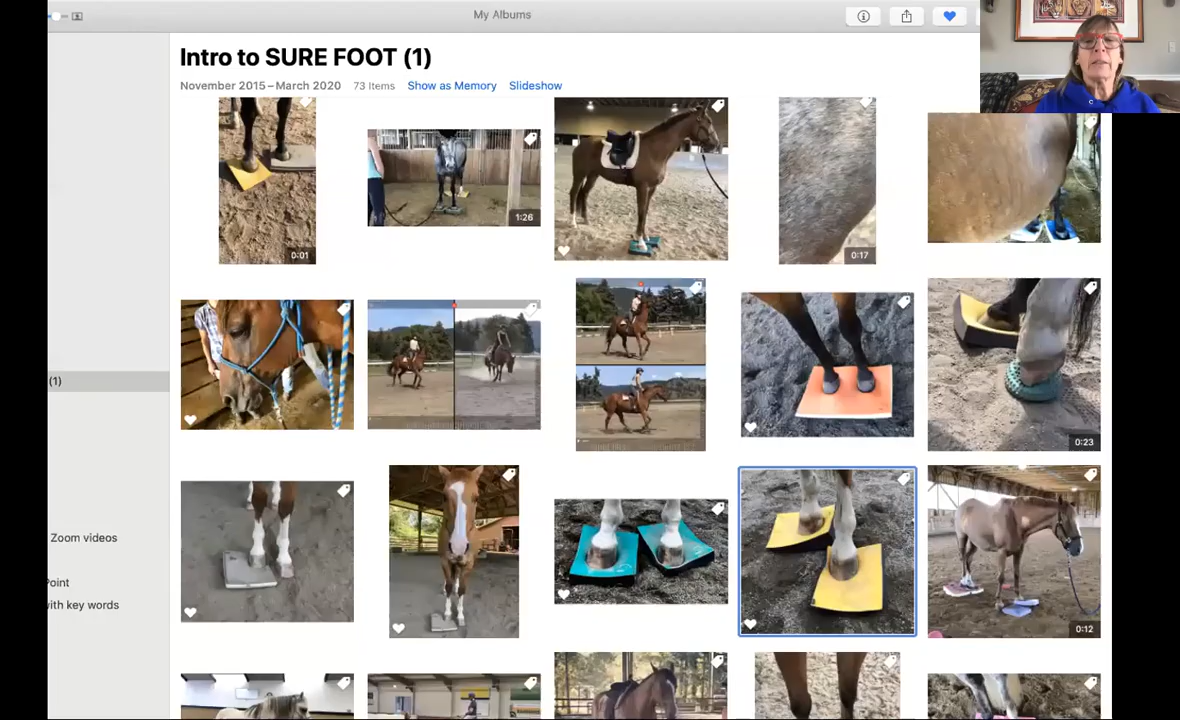 My Albums
Intro to SURE FOOT (1)
November 2015 – March 2020 73 Items Show as Memory Slideshow
0:01
1:26
0:17
(1)
0:23
Zoom videos
0:12
Point
with key words